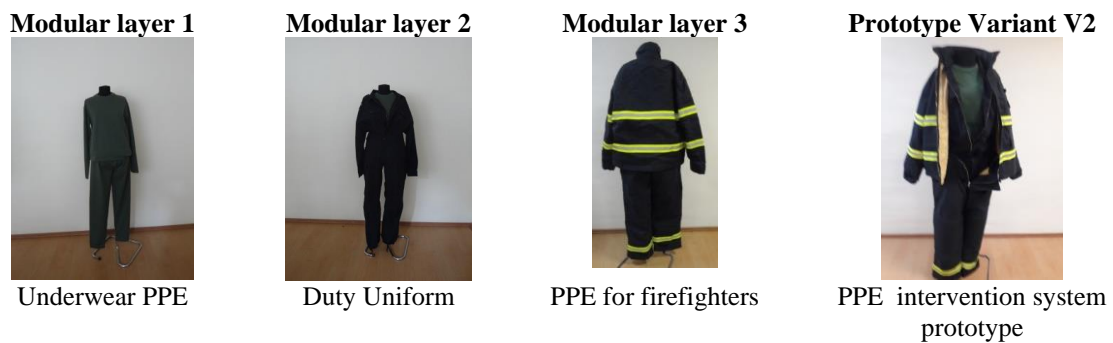 Modular layer 1
Modular layer 2
Modular layer 3
Prototype Variant V2
Underwear PPE
Duty Uniform
PPE for firefighters
PPE intervention system
prototype